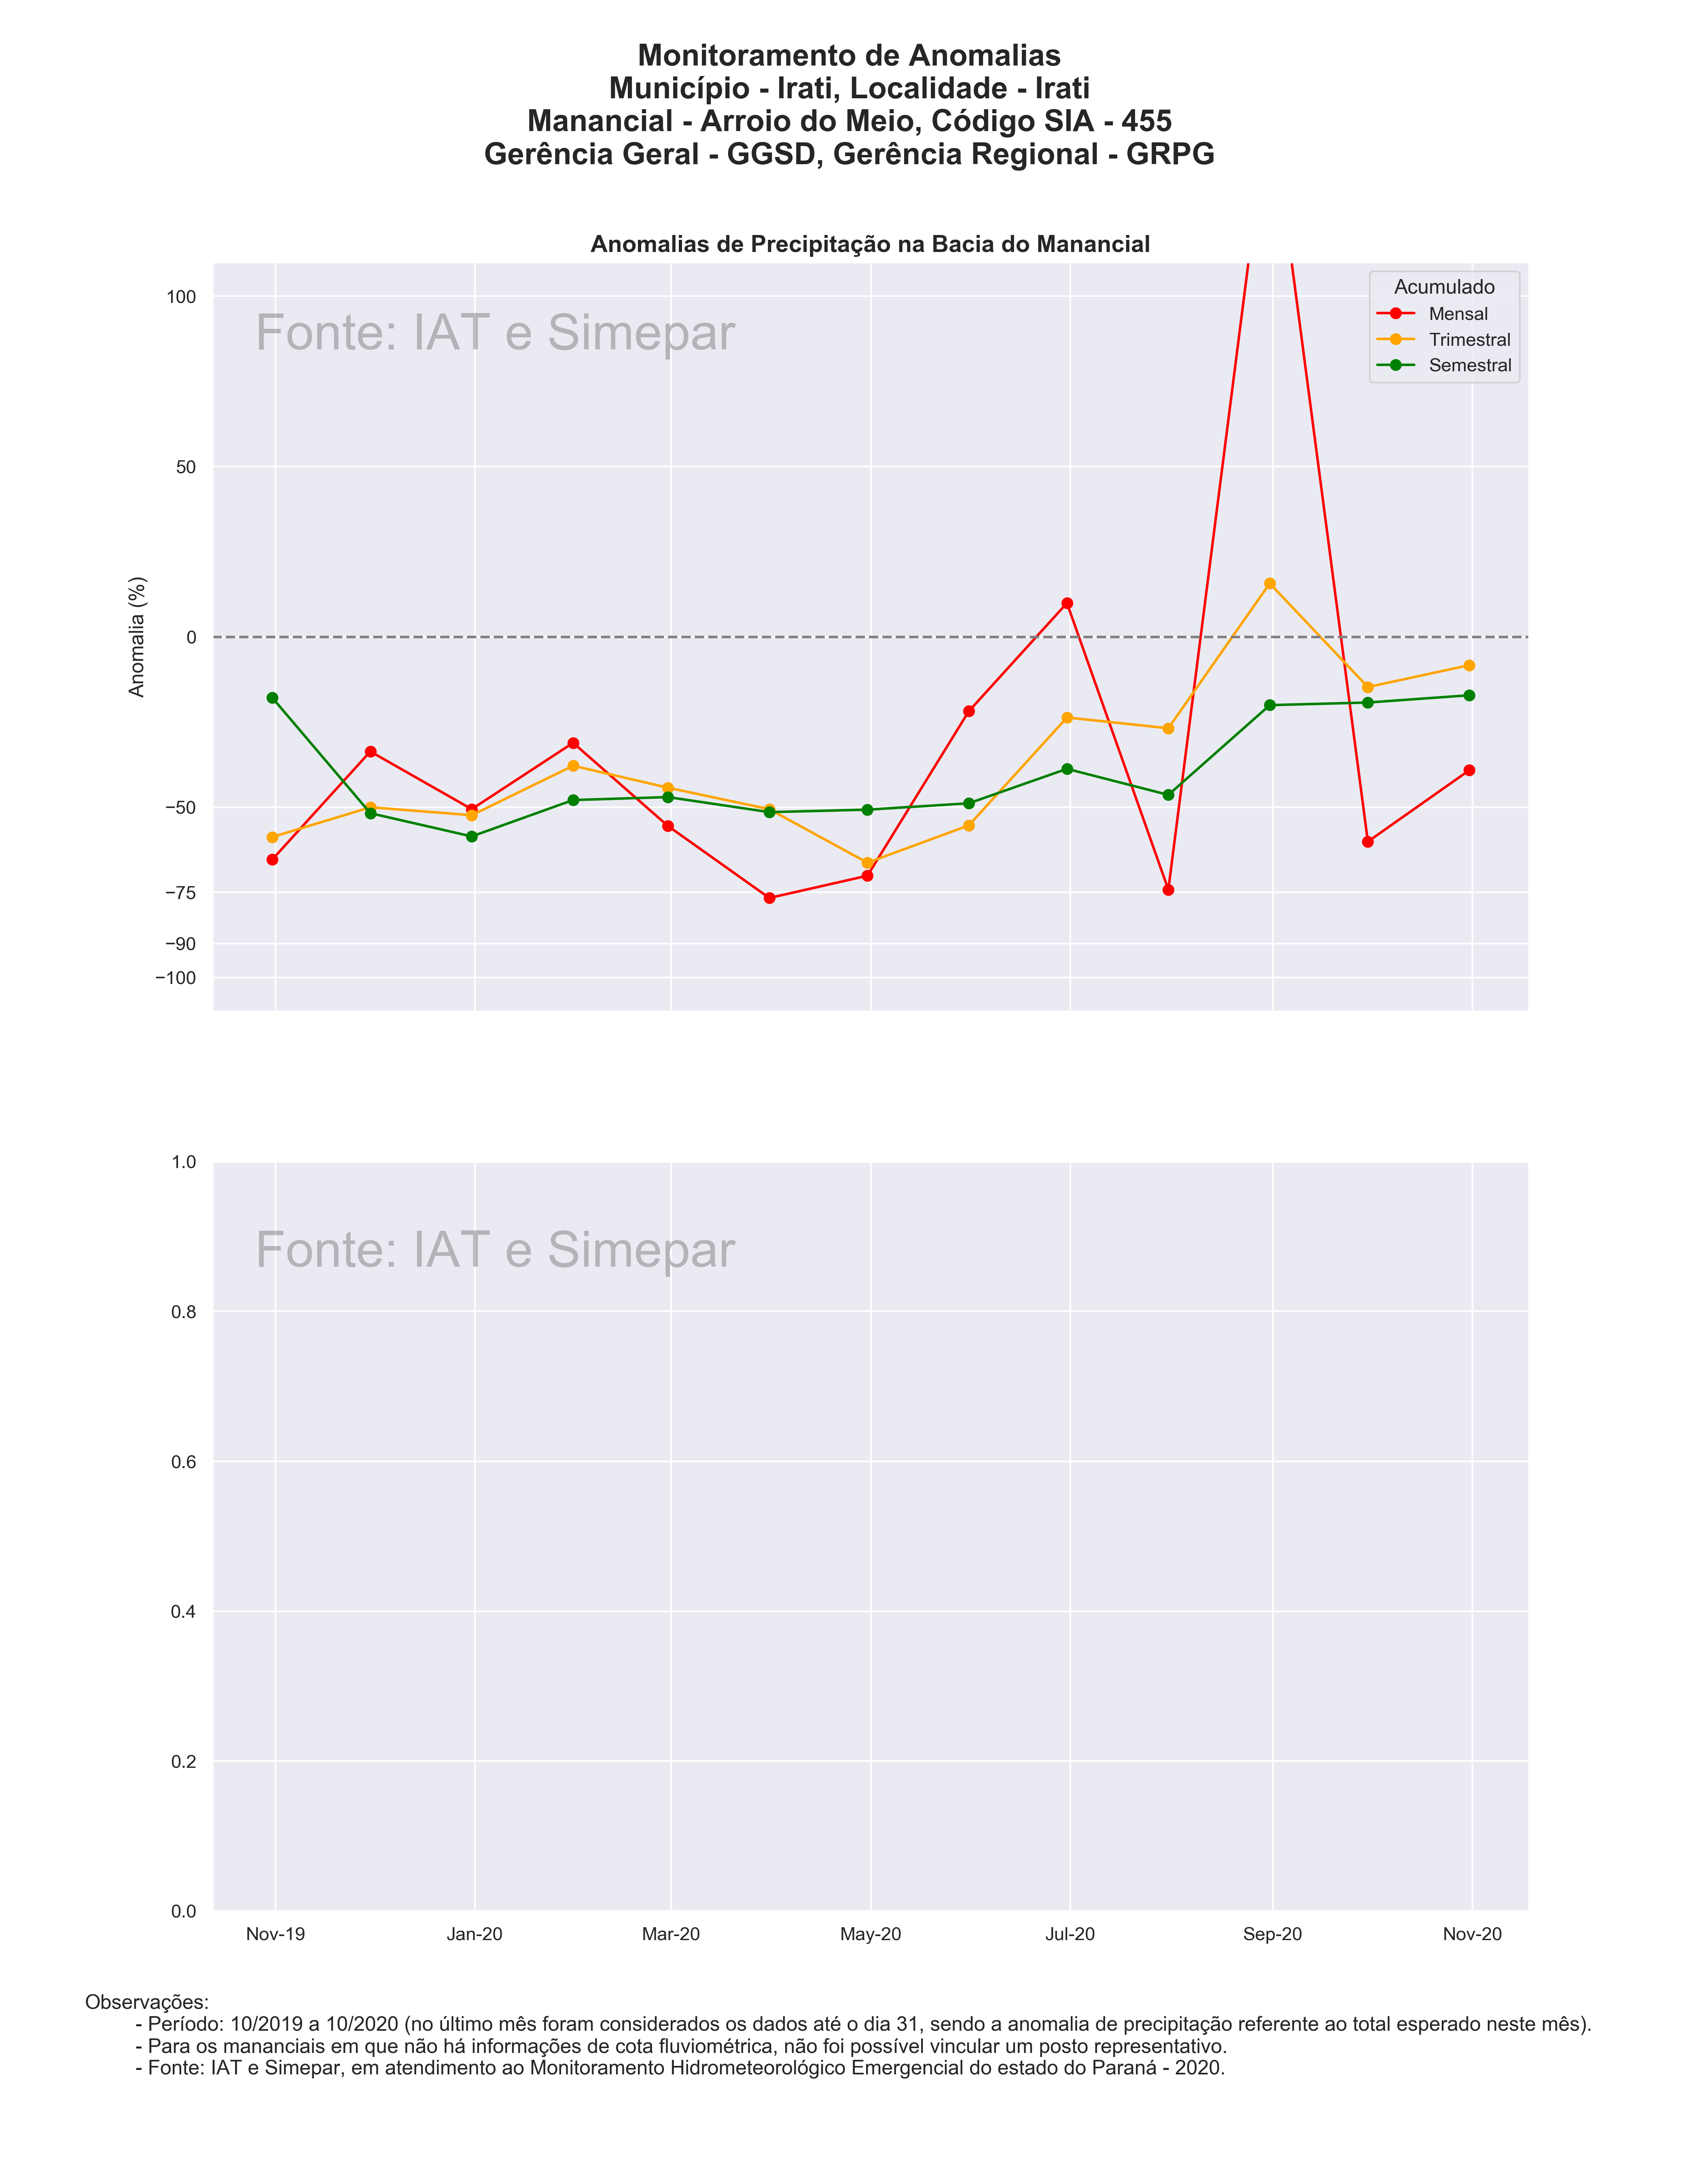 Monitoramento de Anomalias
Município - Irati, Localidade - Irati
Manancial - Arroio do Meio, Código SIA - 455
Gerência Geral - GGSD, Gerência Regional - GRPG
Anomalias de Precipitação na Bacia do Manancial
Fonte: IAT e Simepar
Acumulado
Mensal
Trimestral
Semestral
Anomalia (%)
100
50
0
−50
−75
−90
−100
Fonte: IAT e Simepar
1.0
0.8
0.6
0.4
0.2
0.0
Nov-19 Jan-20 Mar-20 May-20 Jul-20 Sep-20 Nov-20
Observações:
- Período: 10/2019 a 10/2020 (no último mês foram considerados os dados até o dia 31, sendo a anomalia de precipitação referente ao total esperado neste mês).
- Para os mananciais em que não há informações de cota fluviométrica, não foi possível vincular um posto representativo.
- Fonte: IAT e Simepar, em atendimento ao Monitoramento Hidrometeorológico Emergencial do estado do Paraná - 2020.